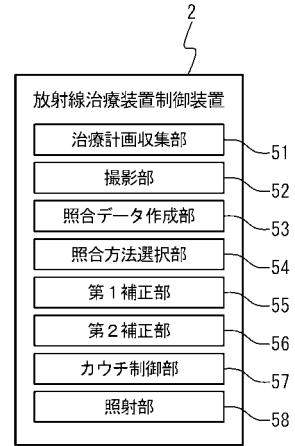 2
放射線治療装置制御装置
治療計画収集部 51
撮影部 52
照合データ作成部 53
照合方法選択部 54
第1補正部 55
第2補正部 56
カウチ制御部 57
照射部 58